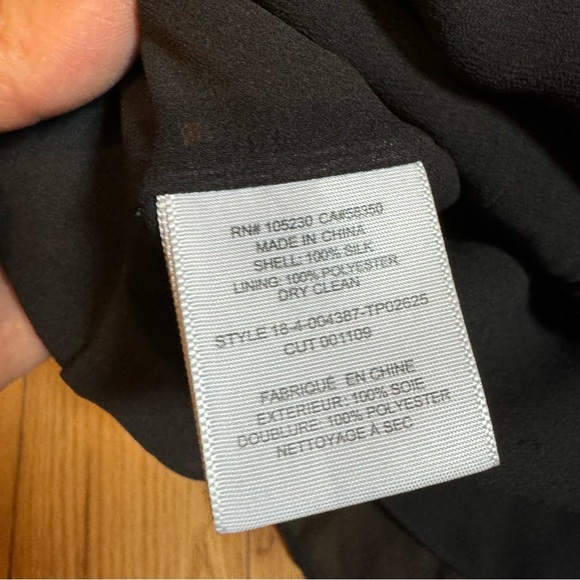 RN# 105230 CA#58350
MADE IN CHINA
SHELL: 100% SILK
LINING: 100% POLYESTER
DRY CLEAN
STYLE 18-4-004387-TP02625
CUT 001109
FABRIQUÉ EN CHINE
EXTERIEUR: 100% SOIE
DOUBLURE: 100% POLYESTER
NETTOYAGE À SEC